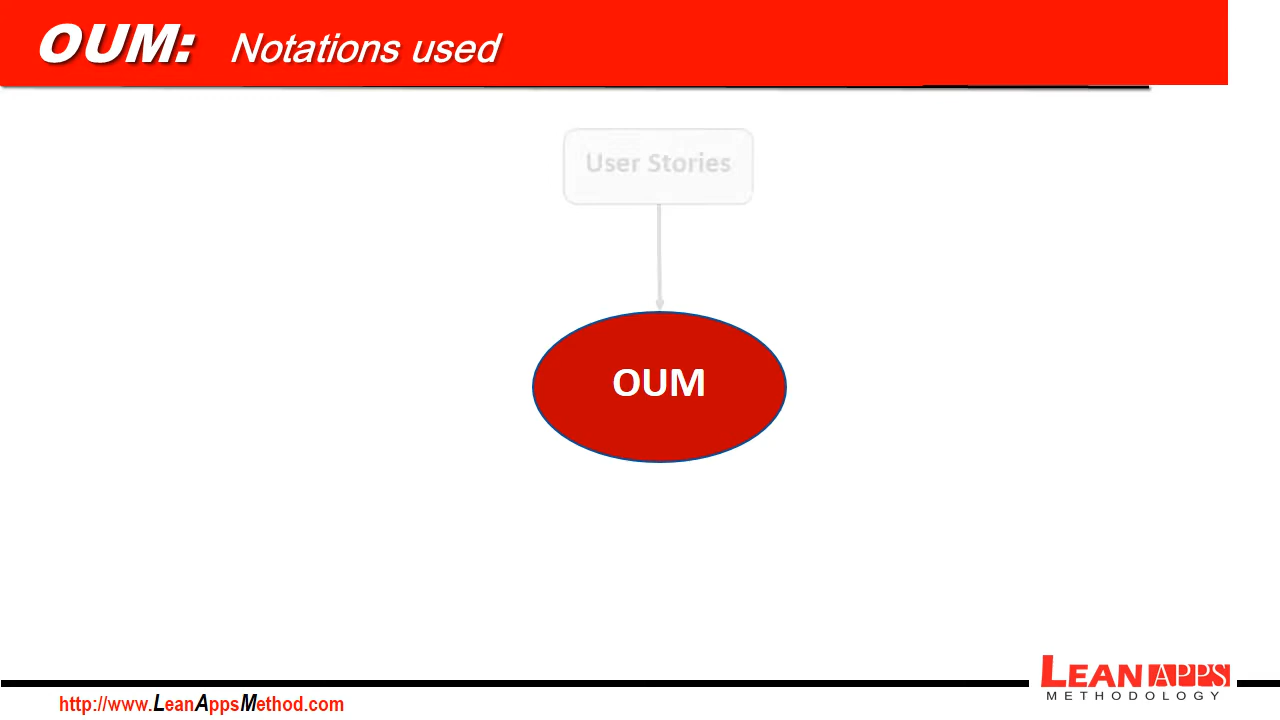 OUM: Notations used
User Stories
OUM
LEAN APPS
METHODOLOGY
http://www.LeanAppsMethod.com